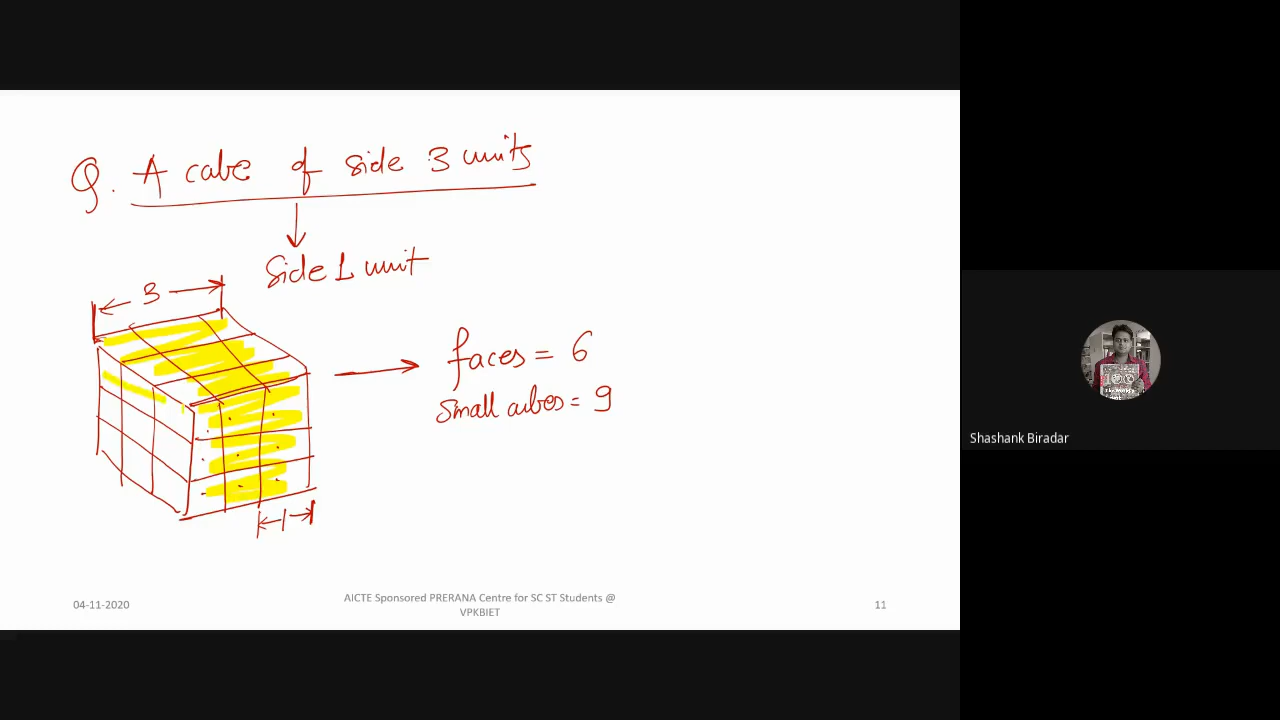 Q. A cube of side 3 units
side 1 unit
3
faces = 6
small cubes = 9
1
04-11-2020
AICTE Sponsored PRERANA Centre for SC ST Students @
VPKBIET
11
Shashank Biradar